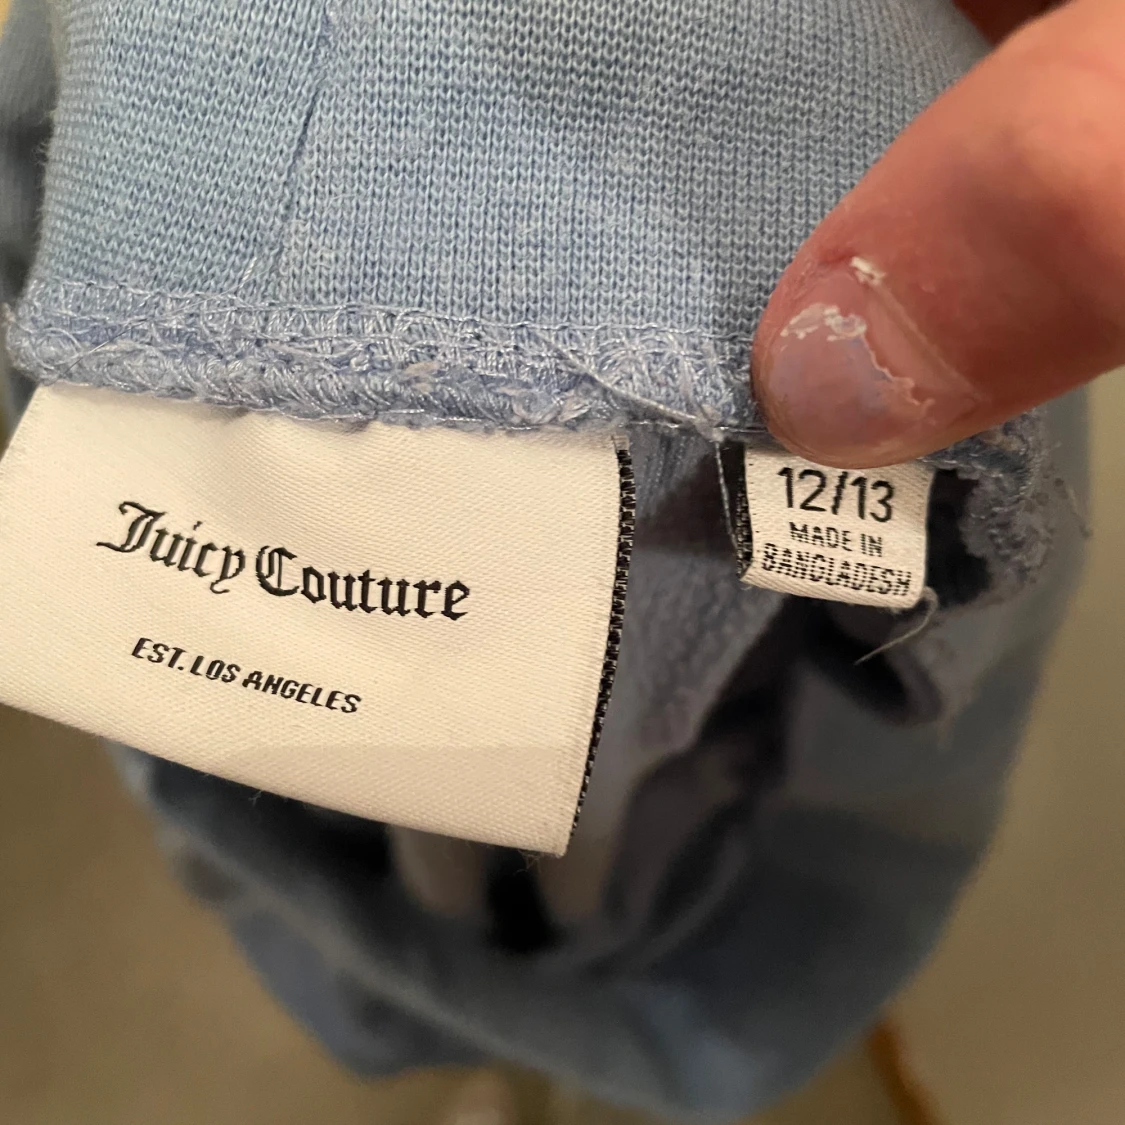 Juicy Couture
EST. LOS ANGELES
12/13
MADE IN
BANGLADESH